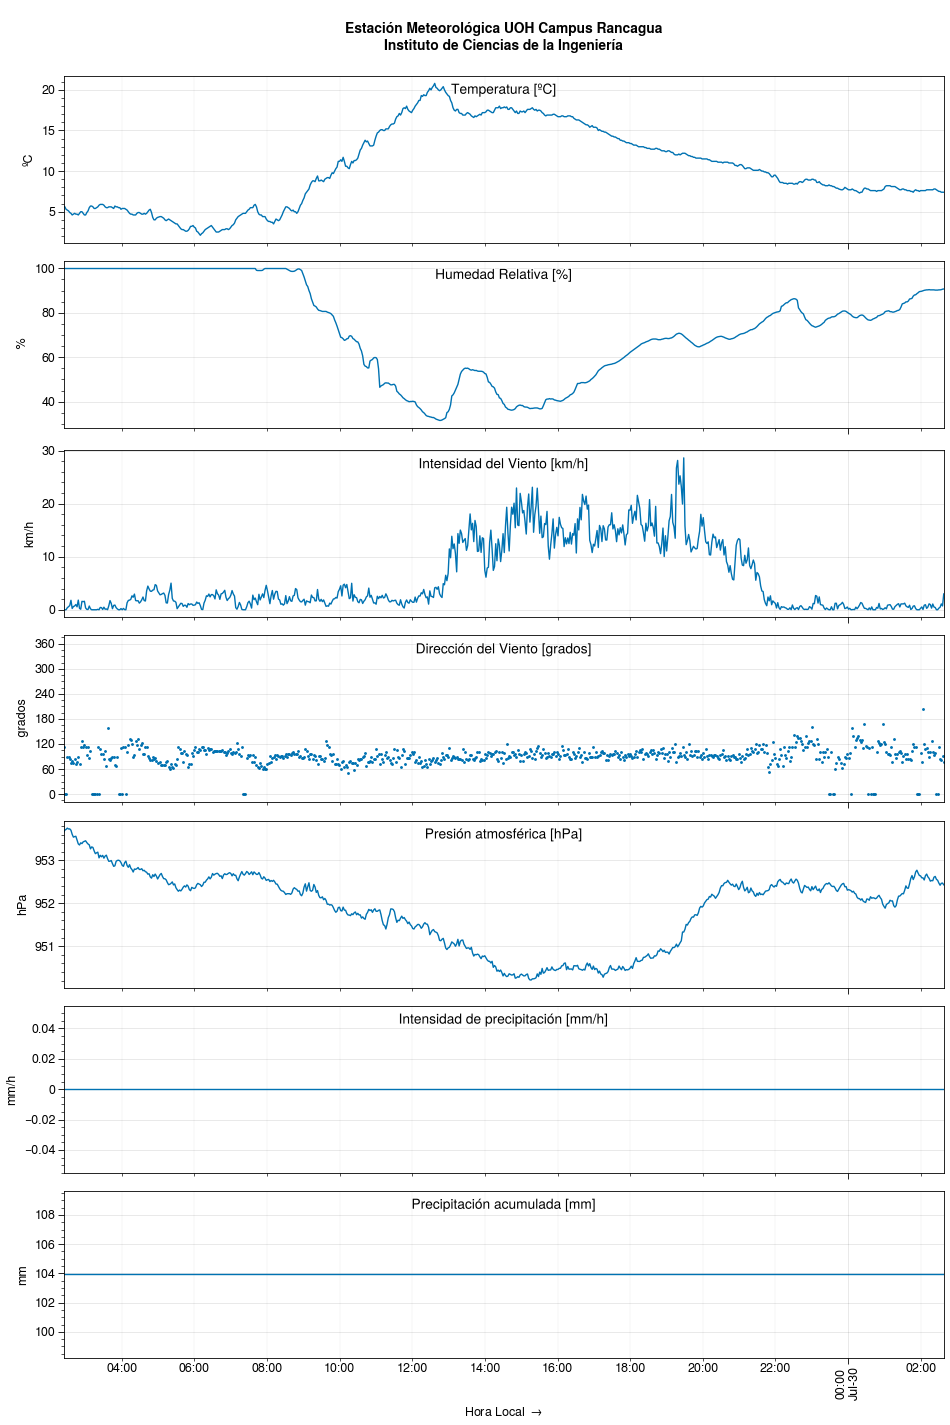 Estación Meteorológica UOH Campus Rancagua
Instituto de Ciencias de la Ingeniería
Temperatura [ºC]
20
15
10
5
ºC
Humedad Relativa [%]
100
80
60
40
%
Intensidad del Viento [km/h]
30
20
10
0
km/h
Dirección del Viento [grados]
360
300
240
180
120
60
0
grados
Presión atmosférica [hPa]
953
952
951
hPa
Intensidad de precipitación [mm/h]
0.04
0.02
0
−0.02
−0.04
mm/h
Precipitación acumulada [mm]
108
106
104
102
100
mm
04:00 06:00 08:00 10:00 12:00 14:00 16:00 18:00 20:00 22:00 00:00 02:00
Jul-30
Hora Local →